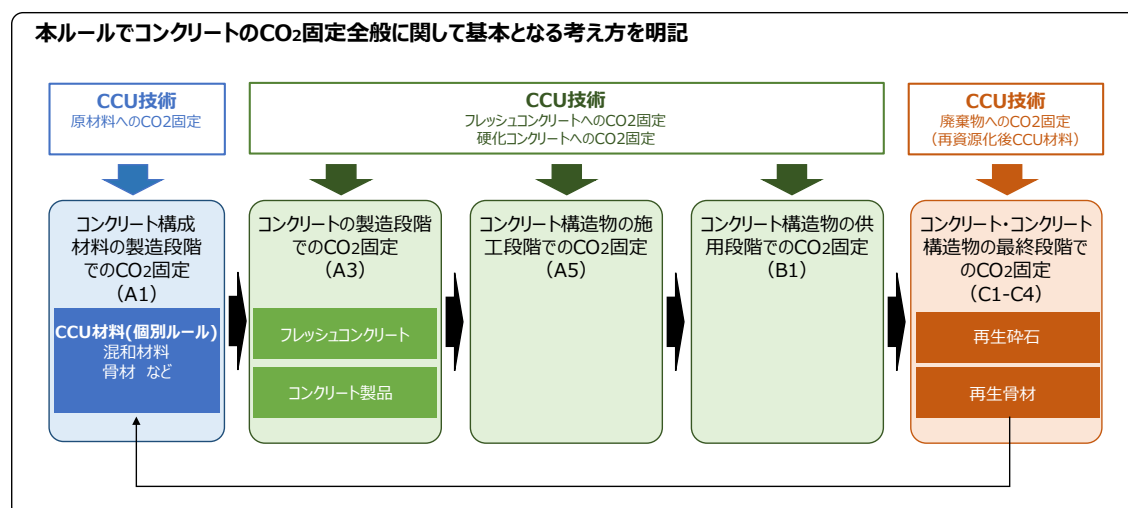 本ルールでコンクリートのCO2固定全般に関して基本となる考え方を明記
CCU技術
原材料へのCO2固定
CCU技術
フレッシュコンクリートへのCO2固定
硬化コンクリートへのCO2固定
CCU技術
廃棄物へのCO2固定
(再資源化後CCU材料)
コンクリート構成
材料の製造段階
でのCO2固定
(A1)
CCU材料(個別ルール)
混和材料
骨材 など
コンクリートの製造段階
でのCO2固定
(A3)
フレッシュコンクリート
コンクリート製品
コンクリート構造物の施
工段階でのCO2固定
(A5)
コンクリート構造物の供
用段階でのCO2固定
(B1)
コンクリート・コンクリート
構造物の最終段階で
のCO2固定
(C1-C4)
再生砕石
再生骨材